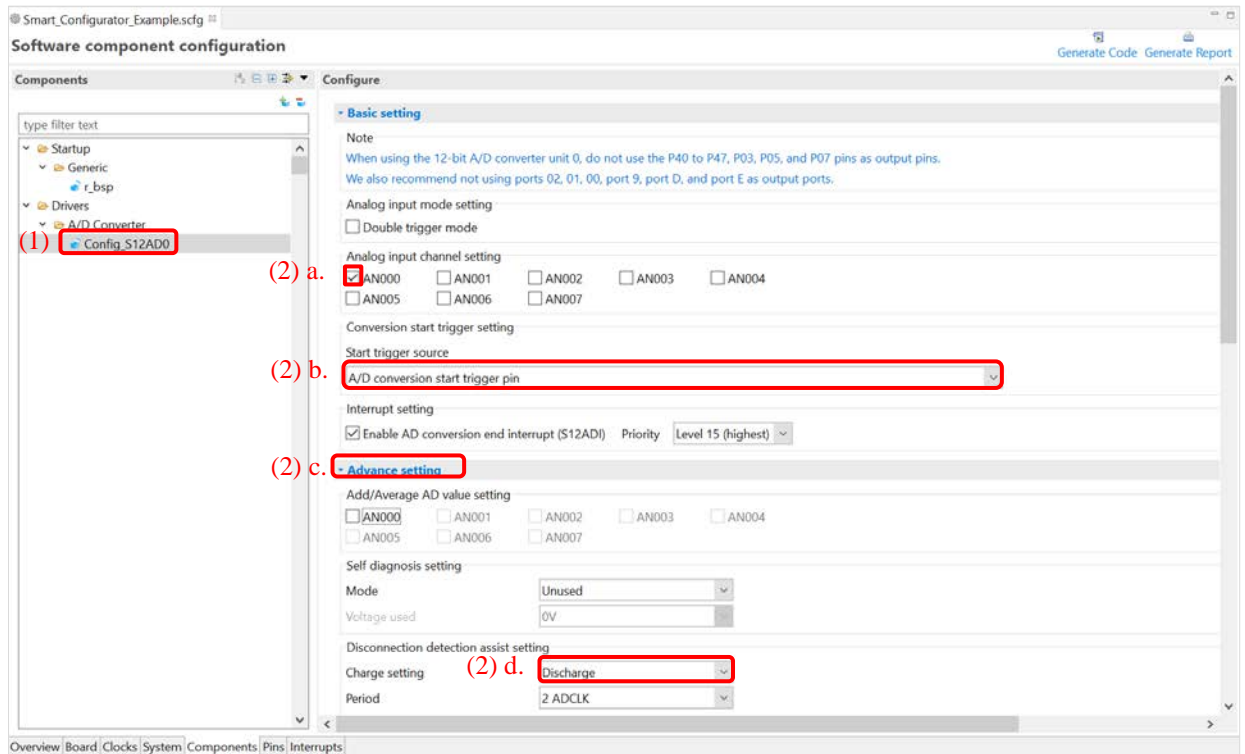 Smart_Configurator_Example.scfg
Software component configuration
Generate Code Generate Report
Components
Configure
type filter text
Startup
Generic
r_bsp
Drivers
A/D Converter
(1) Config_S12AD0
Basic setting
Note
When using the 12-bit A/D converter unit 0, do not use the P40 to P47, P03, P05, and P07 pins as output pins.
We also recommend not using ports 02, 01, 00, port 9, port D, and port E as output ports.
Analog input mode setting
Double trigger mode
Analog input channel setting
(2) a. AN000 AN001 AN002 AN003 AN004
AN005 AN006 AN007
Conversion start trigger setting
Start trigger source
(2) b. A/D conversion start trigger pin
Interrupt setting
Enable AD conversion end interrupt (S12ADI) Priority Level 15 (highest)
(2) c. Advance setting
Add/Average AD value setting
AN000 AN001 AN002 AN003 AN004
AN005 AN006 AN007
Self diagnosis setting
Mode Unused
Voltage used 0V
Disconnection detection assist setting
Charge setting (2) d. Discharge
Period 2 ADCLK
Overview Board Clocks System Components Pins Interrupts